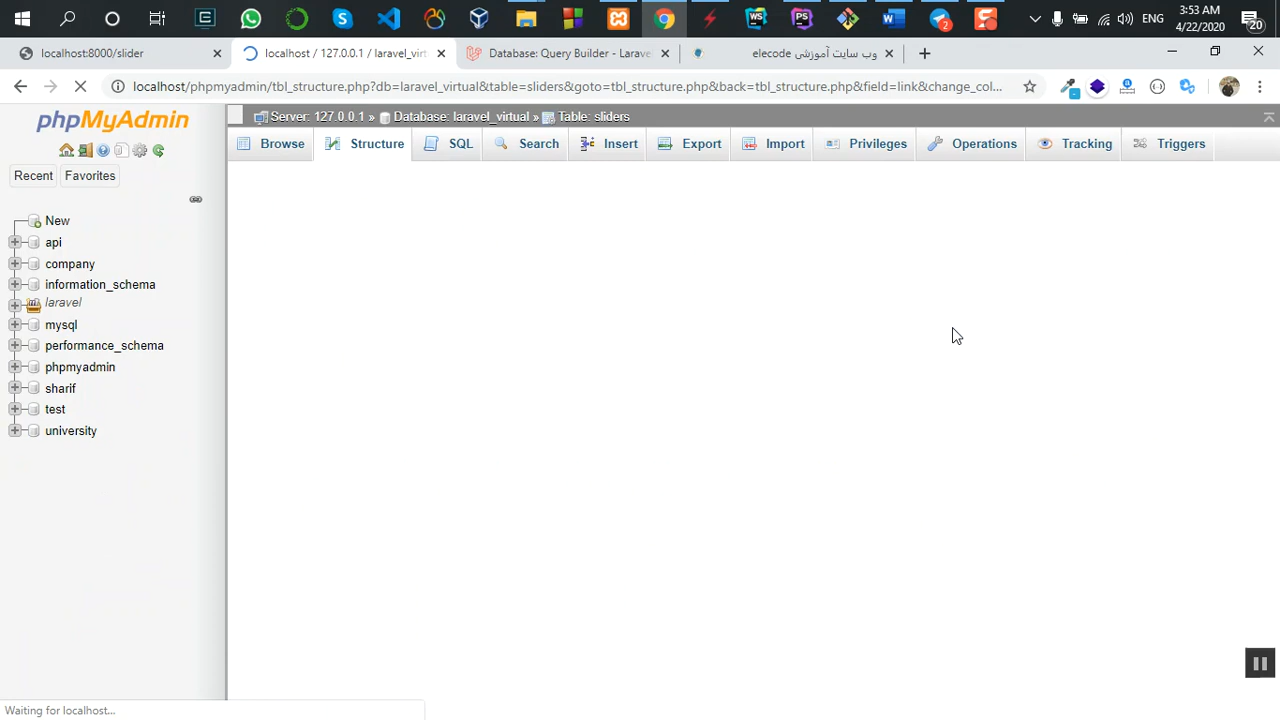 3:53 AM
ENG
4/22/2020
20
2
localhost:8000/slider
localhost / 127.0.0.1 / laravel_virt
Database: Query Builder - Larave
وب سایت آموزشی elecode
localhost/phpmyadmin/tbl_structure.php?db=laravel_virtual&table=sliders&goto=tbl_structure.php&back=tbl_structure.php&field=link&change_col...
phpMyAdmin
Server: 127.0.0.1 » Database: laravel_virtual » Table: sliders
Browse Structure SQL Search Insert Export Import Privileges Operations Tracking Triggers
Recent Favorites
New
api
company
information_schema
laravel
mysql
performance_schema
phpmyadmin
sharif
test
university
Waiting for localhost...